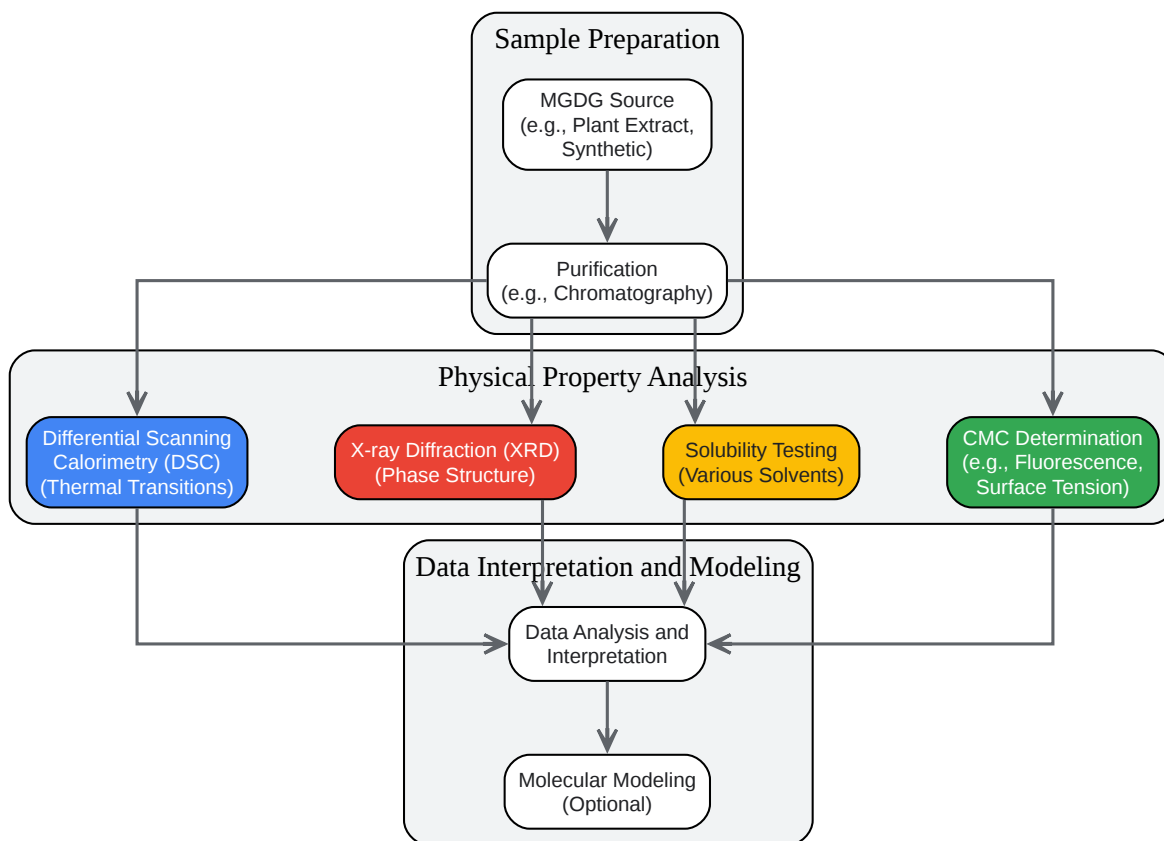 Sample Preparation
MGDG Source
(e.g., Plant Extract,
Synthetic)
Purification
(e.g., Chromatography)
Physical Property Analysis
Differential Scanning
Calorimetry (DSC)
(Thermal Transitions)
X-ray Diffraction (XRD)
(Phase Structure)
Solubility Testing
(Various Solvents)
CMC Determination
(e.g., Fluorescence,
Surface Tension)
Data Interpretation and Modeling
Data Analysis and
Interpretation
Molecular Modeling
(Optional)